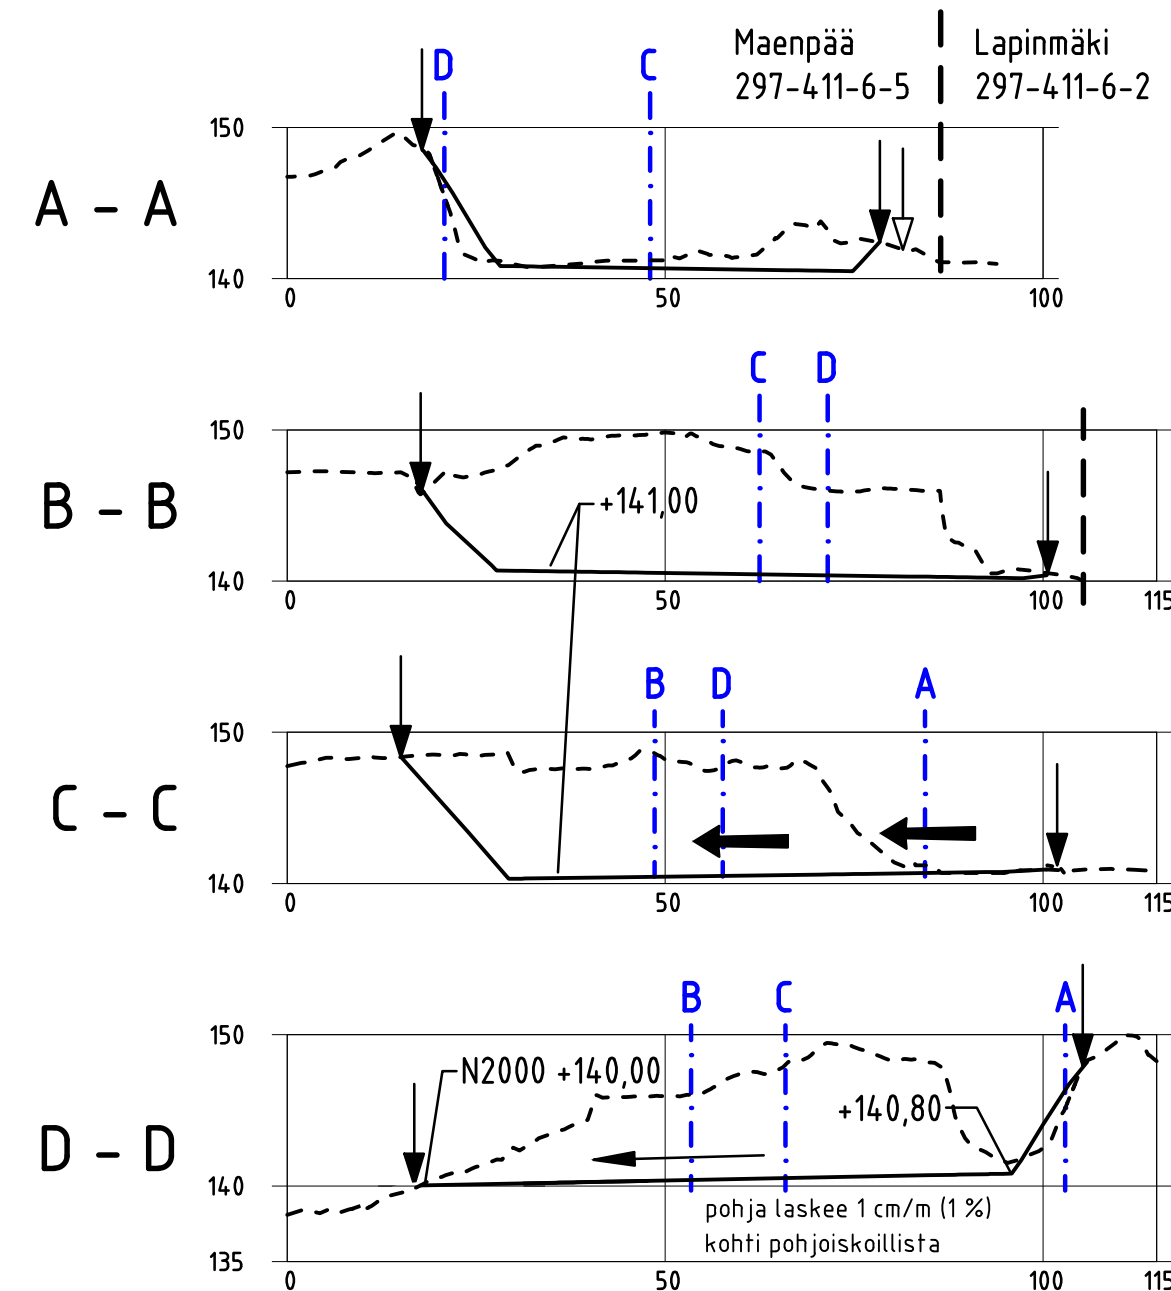 Maenpää
297-411-6-5
Lapinmäki
297-411-6-2
D
C
150
A - A
140
0
50
100
C
D
150
+141,00
B - B
140
0
50
100
115
B
D
A
150
C - C
140
0
50
100
115
B
C
A
150
N2000 +140,00
+140,80
D - D
140
pohja laskee 1 cm/m (1 %)
kohti pohjoiskoillista
135
0
50
100
115